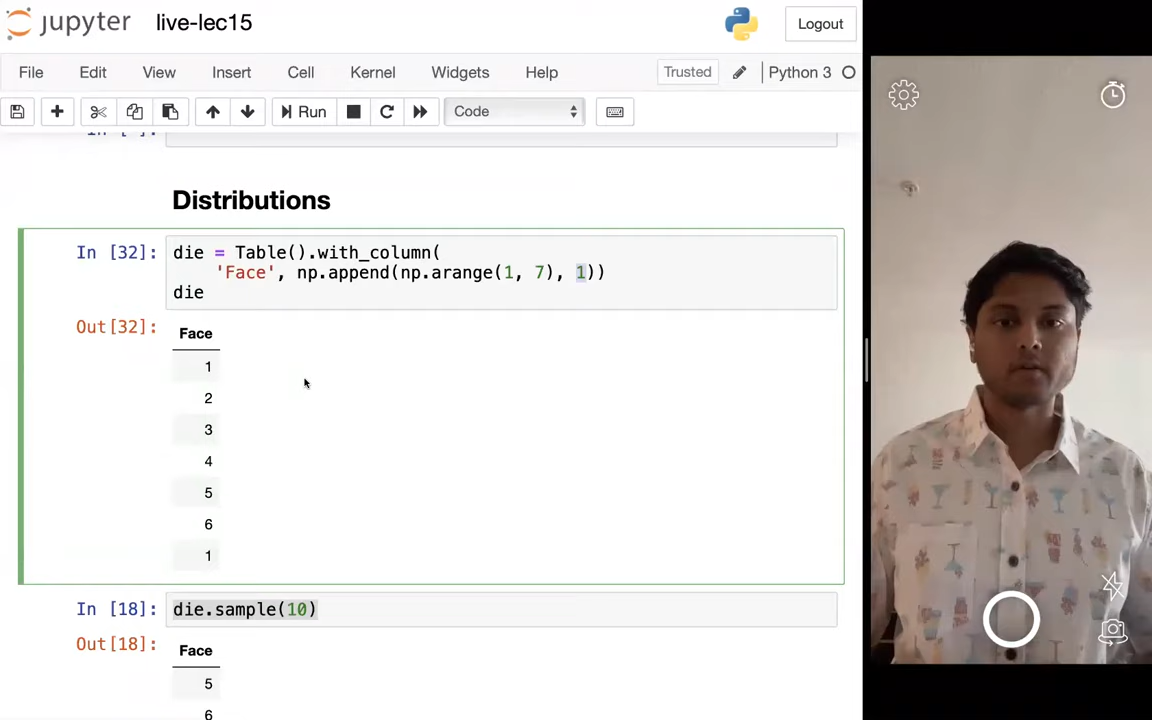 jupyter live-lec15 Logout
File Edit View Insert Cell Kernel Widgets Help Trusted Python 3
Run Code
In [ ]:
Distributions
In [32]: die = Table().with_column(
'Face', np.append(np.arange(1, 7), 1))
die
Out[32]:
Face
1
2
3
4
5
6
1
In [18]: die.sample(10)
Out[18]:
Face
5
6